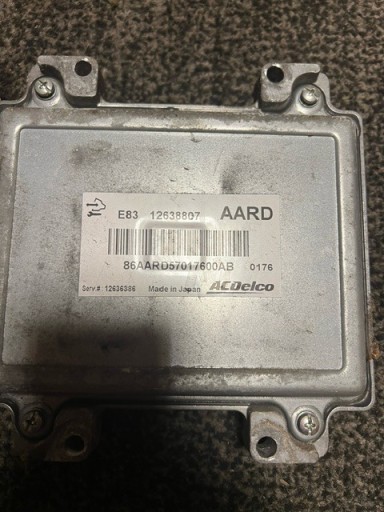 E83 12638807 AARD
86AARD57017600AB 0176
Serv.# 12636386 Made in Japan ACDelco